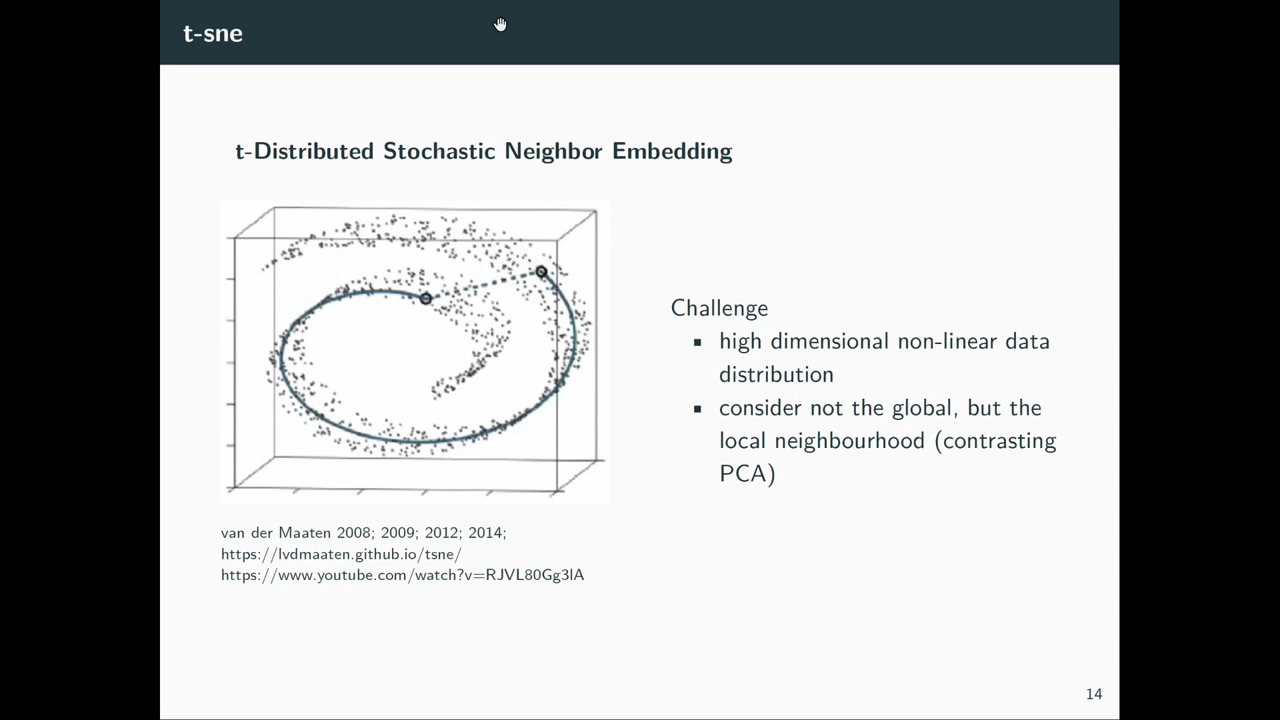 t-sne
t-Distributed Stochastic Neighbor Embedding
Challenge
▪ high dimensional non-linear data
distribution
▪ consider not the global, but the
local neighbourhood (contrasting
PCA)
van der Maaten 2008; 2009; 2012; 2014;
https://lvdmaaten.github.io/tsne/
https://www.youtube.com/watch?v=RJVL80Gg3lA
14